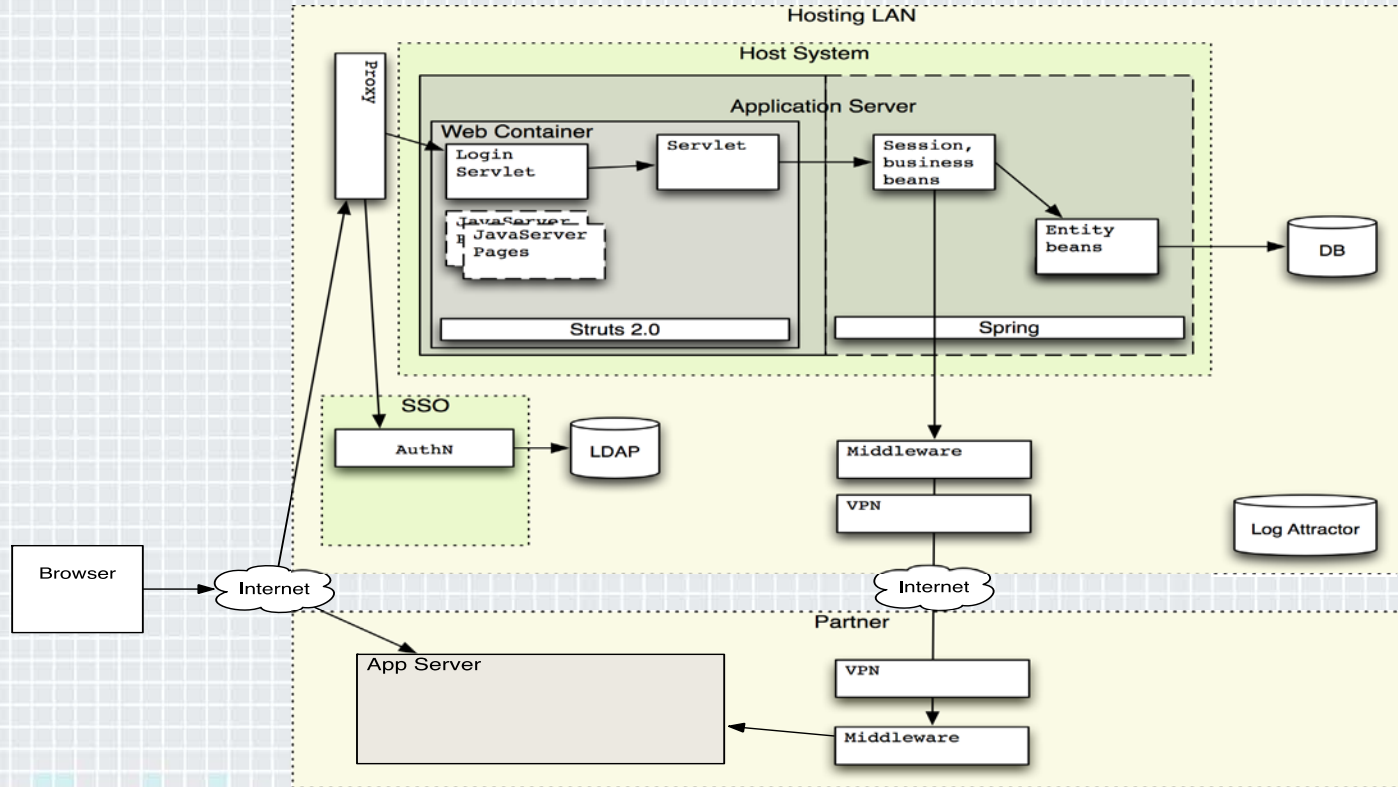 Hosting LAN
Host System
Proxy
Application Server
Web Container
Login
Servlet
Servlet
Session,
business
beans
JavaServer
JavaServer
Pages
Entity
beans
DB
Struts 2.0
Spring
SSO
AuthN
LDAP
Middleware
VPN
Log Attractor
Browser
Internet
Internet
Partner
App Server
VPN
Middleware